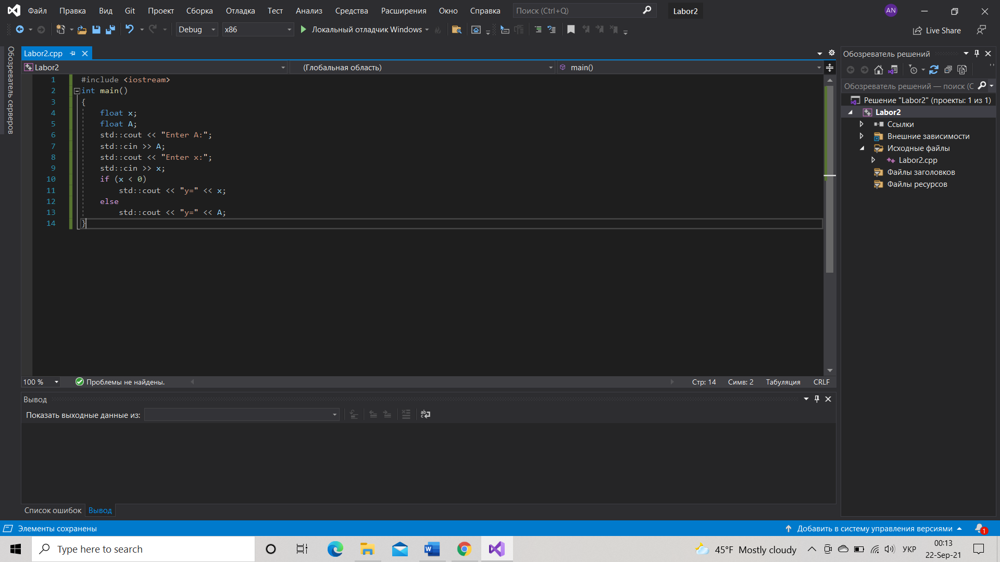 Файл Правка Вид Git Проект Сборка Отладка Тест Анализ Средства Расширения Окно Справка Поиск (Ctrl+Q) Labor2 AN
Debug x86 Локальный отладчик Windows Live Share
Обозреватель серверов
Labor2.cpp
Labor2 (Глобальная область) main()
1 #include <iostream>
2 int main()
3 {
4 float x;
5 float A;
6 std::cout << "Enter A:";
7 std::cin >> A;
8 std::cout << "Enter x:";
9 std::cin >> x;
10 if (x < 0)
11 std::cout << "y=" << x;
12 else
13 std::cout << "y=" << A;
14 }
100 % Проблемы не найдены. Стр: 14 Симв: 2 Табуляция CRLF
Вывод
Показать выходные данные из:
Список ошибок Вывод
Обозреватель решений
Обозреватель решений — поиск (C
Решение "Labor2" (проекты: 1 из 1)
Labor2
Ссылки
Внешние зависимости
Исходные файлы
Labor2.cpp
Файлы заголовков
Файлы ресурсов
Элементы сохранены Добавить в систему управления версиями 1
Type here to search 45°F Mostly cloudy УКР 00:13
22-Sep-21